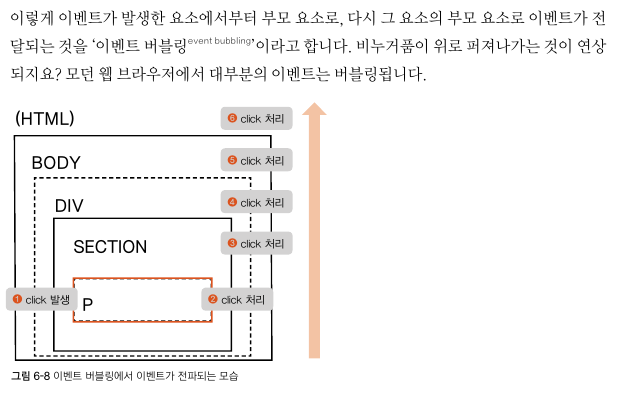 이렇게 이벤트가 발생한 요소에서부터 부모 요소로, 다시 그 요소의 부모 요소로 이벤트가 전
달되는 것을 ‘이벤트 버블링event bubbling’이라고 합니다. 비누거품이 위로 퍼져나가는 것이 연상
되지요? 모던 웹 브라우저에서 대부분의 이벤트는 버블링됩니다.
(HTML)
❻ click 처리
BODY
❺ click 처리
DIV
❹ click 처리
SECTION
❸ click 처리
❶ click 발생
P
❷ click 처리
그림 6-8 이벤트 버블링에서 이벤트가 전파되는 모습